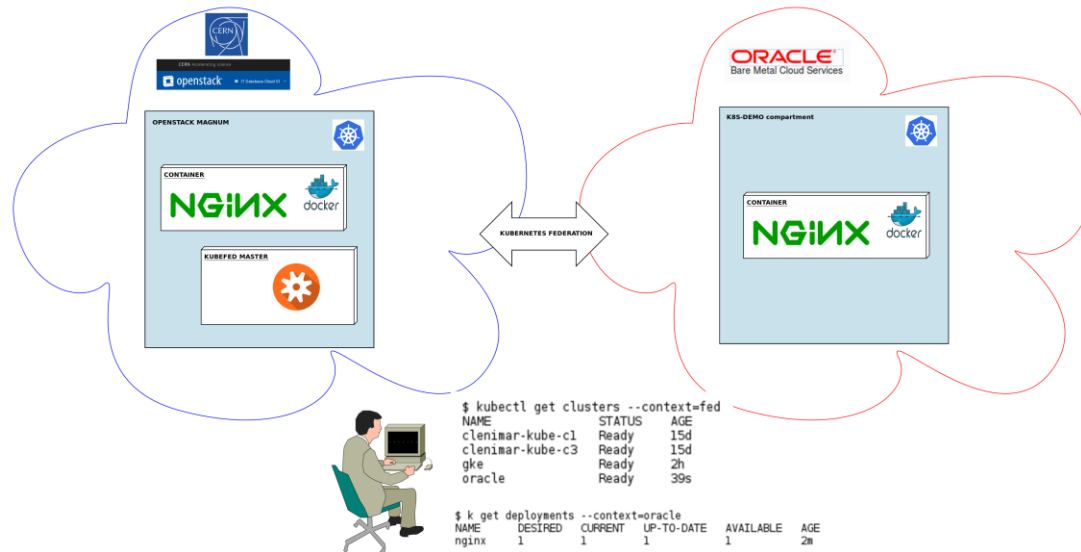 CERN
CERN Accelerating science
openstack
ORACLE
Bare Metal Cloud Services
OPENSTACK MAGNUM
CONTAINER
NGiNX
docker
KUBEFED MASTER
KUBERNETES FEDERATION
K8S-DEMO compartment
CONTAINER
NGiNX
docker
$ kubectl get clusters --context=fed
NAME STATUS AGE
clenimar-kube-c1 Ready 15d
clenimar-kube-c3 Ready 15d
gke Ready 2h
oracle Ready 39s
$ k get deployments --context=oracle
NAME DESIRED CURRENT UP-TO-DATE AVAILABLE AGE
nginx 1 1 1 1 2m